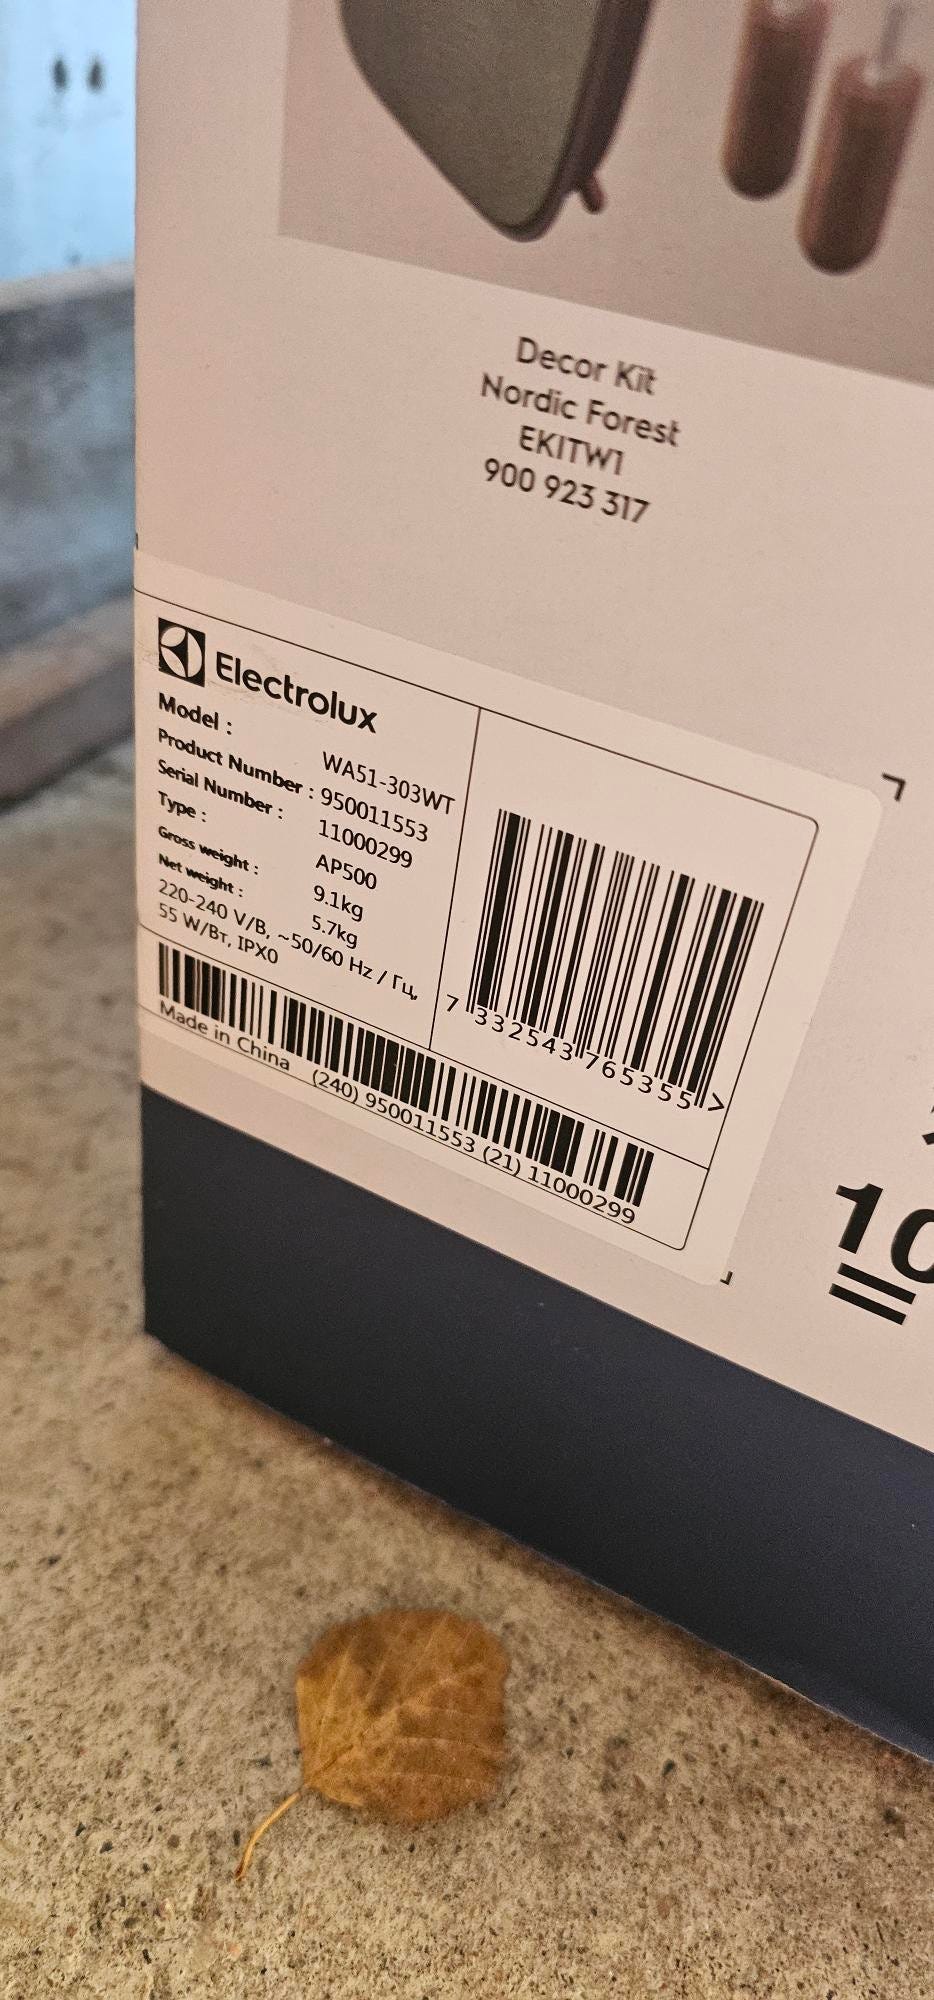 Decor Kit
Nordic Forest
EKITW1
900 923 317
Electrolux
Model : WA51-303WT
Product Number : 950011553
Serial Number : 11000299
Type : AP500
Gross weight : 9.1kg
Net weight : 5.7kg
220-240 V/В, ~50/60 Hz / Гц,
55 W/Вт, IPX0
7 332543 765355 >
Made in China (240) 950011553 (21) 11000299
10